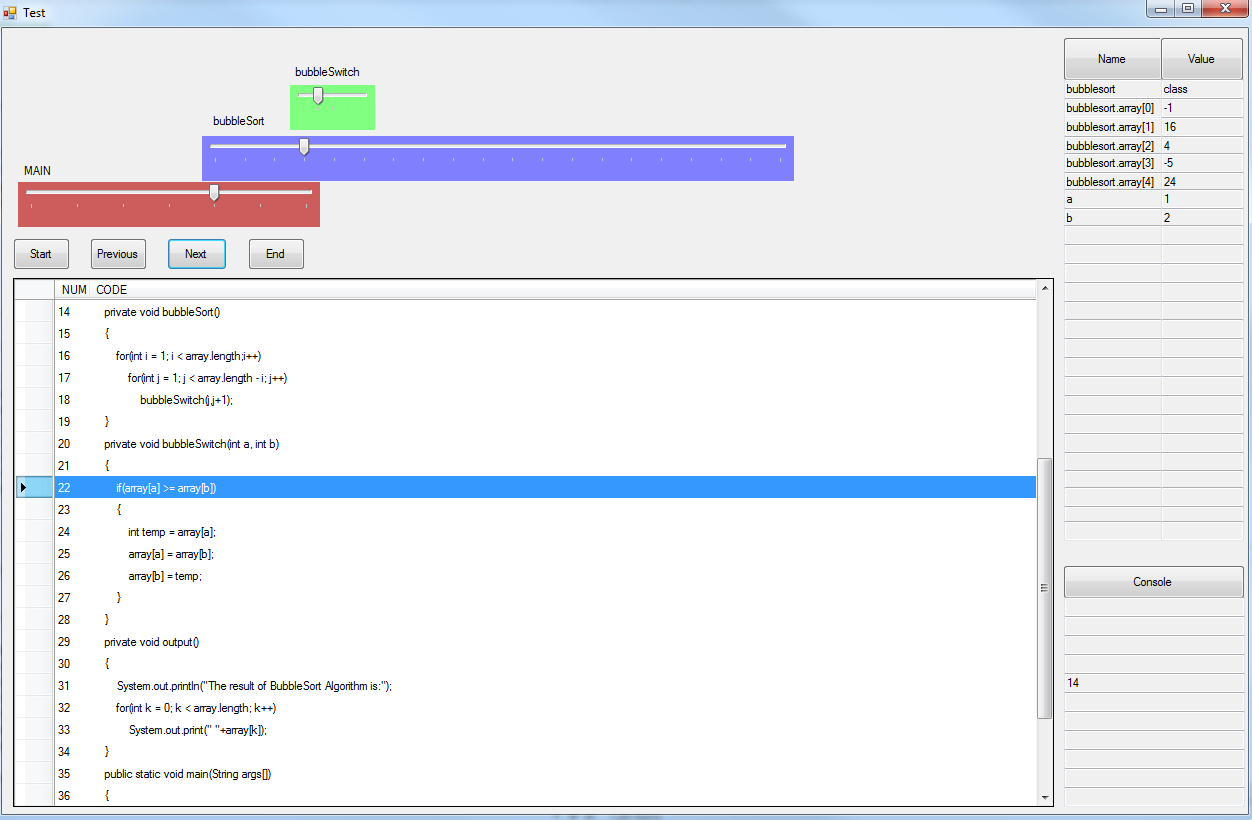 Test
bubbleSwitch
bubbleSort
MAIN
Start Previous Next End
NUM CODE
14 private void bubbleSort()
15 {
16 for(int i = 1; i < array.length;i++)
17 for(int j = 1; j < array.length - i; j++)
18 bubbleSwitch(j,j+1);
19 }
20 private void bubbleSwitch(int a, int b)
21 {
22 if(array[a] >= array[b])
23 {
24 int temp = array[a];
25 array[a] = array[b];
26 array[b] = temp;
27 }
28 }
29 private void output()
30 {
31 System.out.println("The result of BubbleSort Algorithm is:");
32 for(int k = 0; k < array.length; k++)
33 System.out.print(" "+array[k]);
34 }
35 public static void main(String args[])
36 {
Name Value
bubblesort class
bubblesort.array[0] -1
bubblesort.array[1] 16
bubblesort.array[2] 4
bubblesort.array[3] -5
bubblesort.array[4] 24
a 1
b 2
Console
14